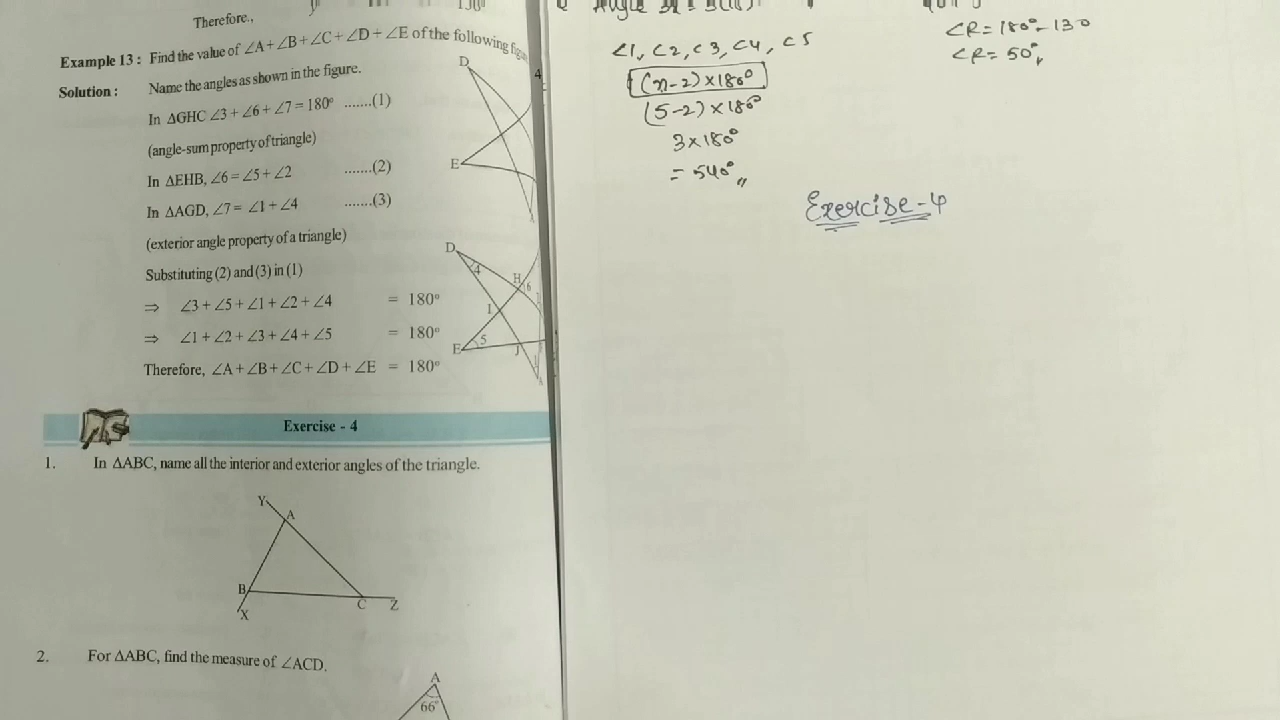 Therefore.,
Example 13 : Find the value of ∠A + ∠B + ∠C + ∠D + ∠E of the following
Solution : Name the angles as shown in the figure.
In ΔGHC ∠3 + ∠6 + ∠7 = 180° .......(1)
(angle-sum property of triangle)
In ΔEHB, ∠6 = ∠5 + ∠2 .......(2)
In ΔAGD, ∠7 = ∠1 + ∠4 .......(3)
(exterior angle property of a triangle)
Substituting (2) and (3) in (1)
⇒ ∠3 + ∠5 + ∠1 + ∠2 + ∠4 = 180°
⇒ ∠1 + ∠2 + ∠3 + ∠4 + ∠5 = 180°
Therefore, ∠A + ∠B + ∠C + ∠D + ∠E = 180°
D
E
4
D
4
H
6
I
E
5
J
Exercise - 4
1. In ΔABC, name all the interior and exterior angles of the triangle.
Y
A
B
X
C
Z
2. For ΔABC, find the measure of ∠ACD.
A
66°
∠1, ∠2, ∠3, ∠4, ∠5
(n-2)×180°
(5-2)×180°
3×180°
= 540°
∠R = 180° - 130
∠R = 50°
Exercise - 4